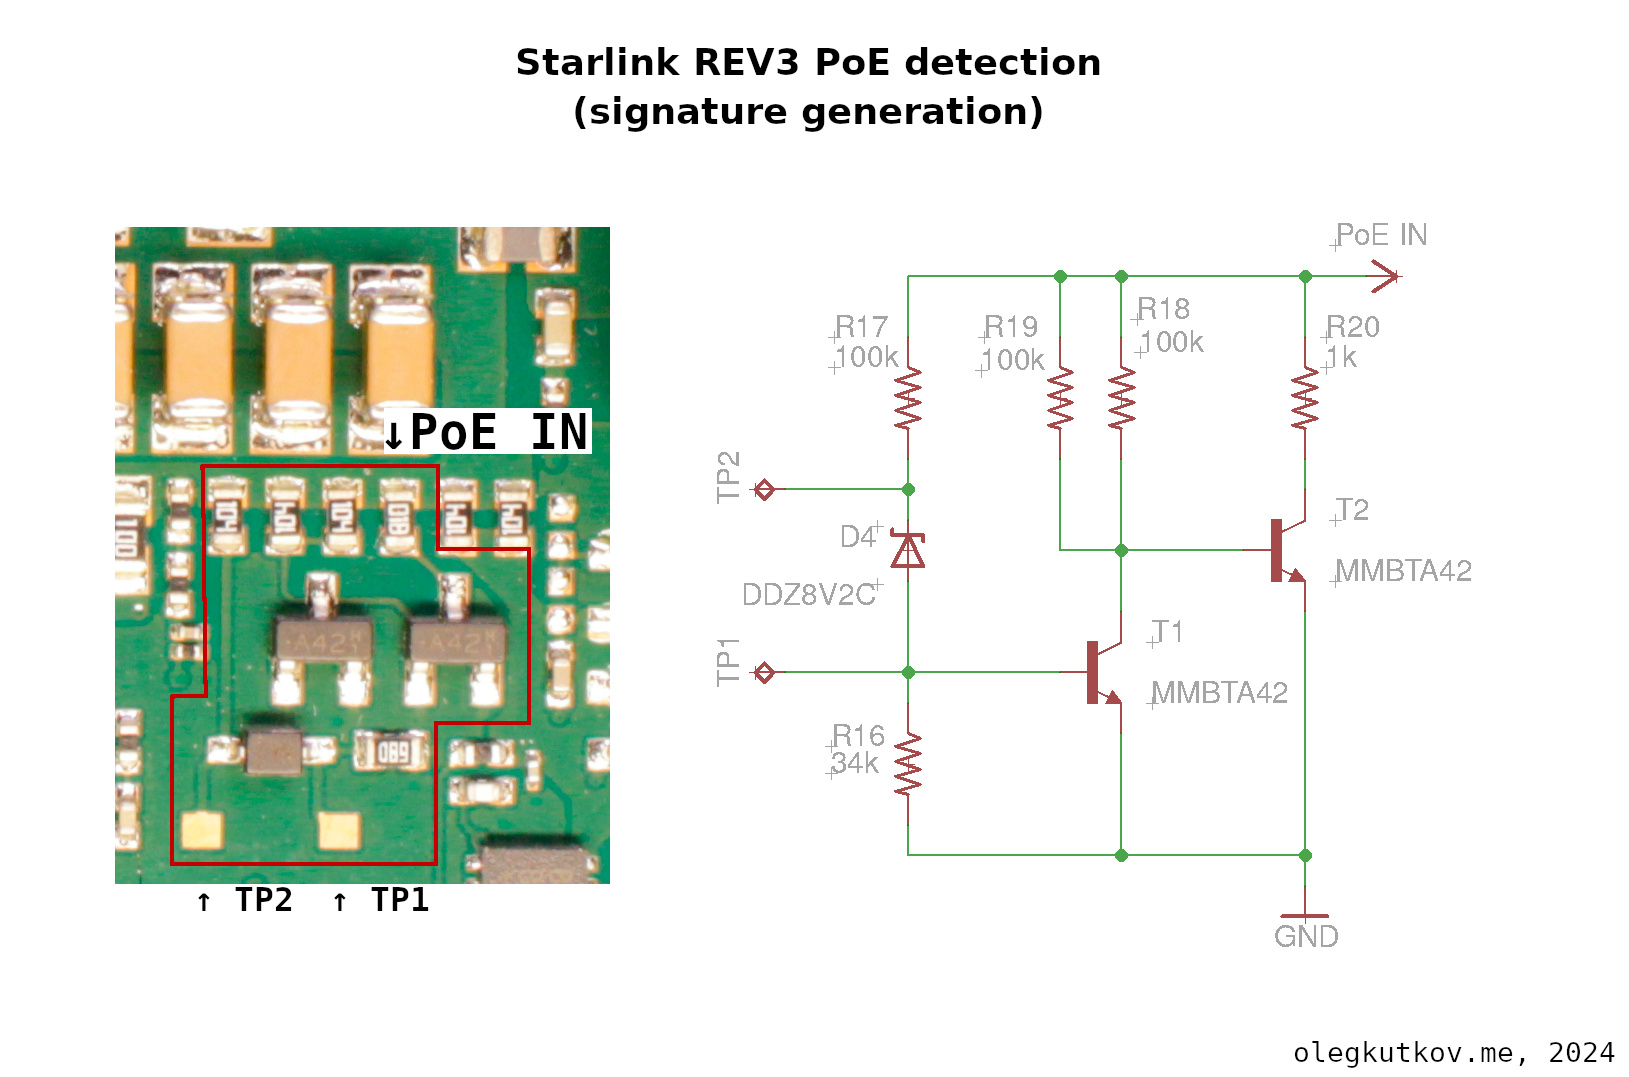 Starlink REV3 PoE detection
(signature generation)
↓PoE IN
104
104
104
104
104
001
A42
A42
↑ TP2
↑ TP1
PoE IN
R17
100k
R19
100k
R18
100k
R20
1k
TP2
D4
DDZ8V2C
T2
MMBTA42
TP1
T1
MMBTA42
R16
34k
GND
olegkutkov.me, 2024